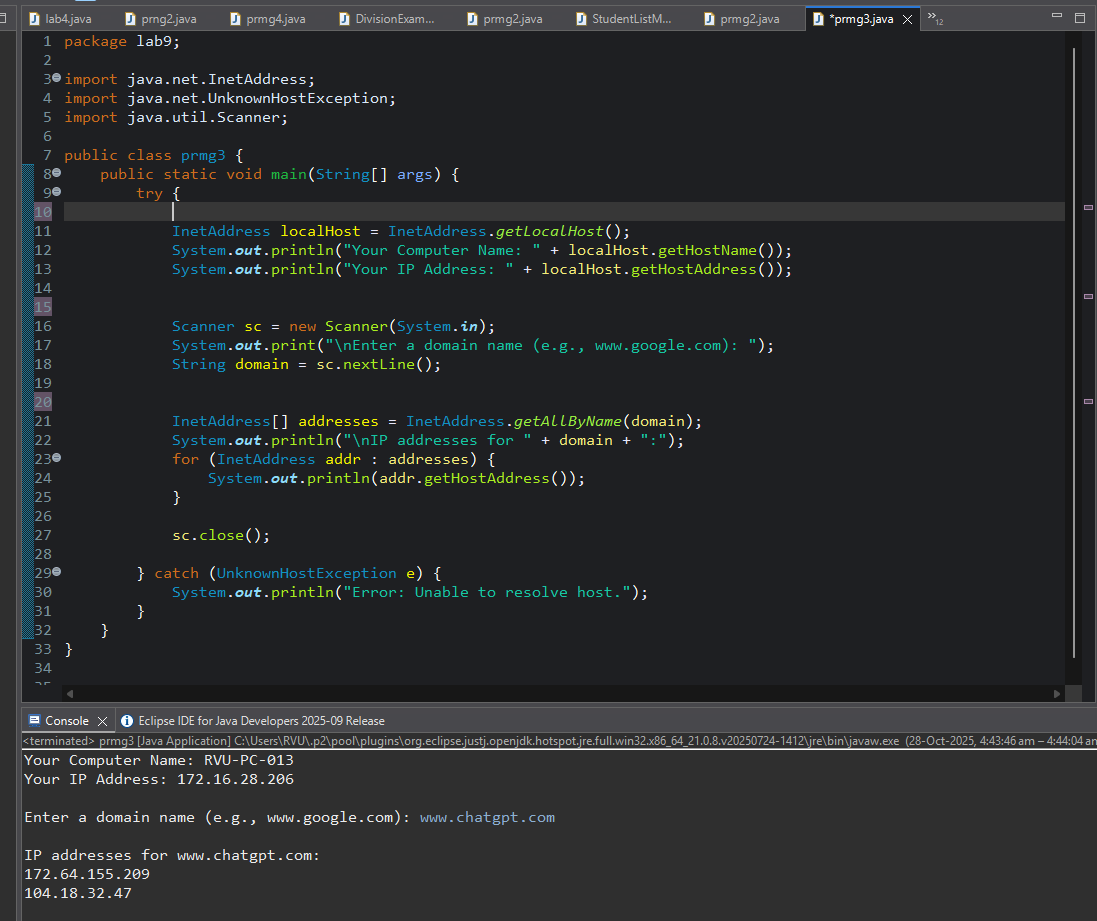 lab4.java prng2.java prmg4.java DivisionExam... prmg2.java StudentListM... prmg2.java *prmg3.java »12
1 package lab9;
2
3 import java.net.InetAddress;
4 import java.net.UnknownHostException;
5 import java.util.Scanner;
6
7 public class prmg3 {
8 public static void main(String[] args) {
9 try {
10
11 InetAddress localHost = InetAddress.getLocalHost();
12 System.out.println("Your Computer Name: " + localHost.getHostName());
13 System.out.println("Your IP Address: " + localHost.getHostAddress());
14
15
16 Scanner sc = new Scanner(System.in);
17 System.out.print("\nEnter a domain name (e.g., www.google.com): ");
18 String domain = sc.nextLine();
19
20
21 InetAddress[] addresses = InetAddress.getAllByName(domain);
22 System.out.println("\nIP addresses for " + domain + ":");
23 for (InetAddress addr : addresses) {
24 System.out.println(addr.getHostAddress());
25 }
26
27 sc.close();
28
29 } catch (UnknownHostException e) {
30 System.out.println("Error: Unable to resolve host.");
31 }
32 }
33 }
34
Console Eclipse IDE for Java Developers 2025-09 Release
<terminated> prmg3 [Java Application] C:\Users\RVU\.p2\pool\plugins\org.eclipse.justj.openjdk.hotspot.jre.full.win32.x86_64_21.0.8.v20250724-1412\jre\bin\javaw.exe (28-Oct-2025, 4:43:46 am – 4:44:04 am
Your Computer Name: RVU-PC-013
Your IP Address: 172.16.28.206
Enter a domain name (e.g., www.google.com): www.chatgpt.com
IP addresses for www.chatgpt.com:
172.64.155.209
104.18.32.47